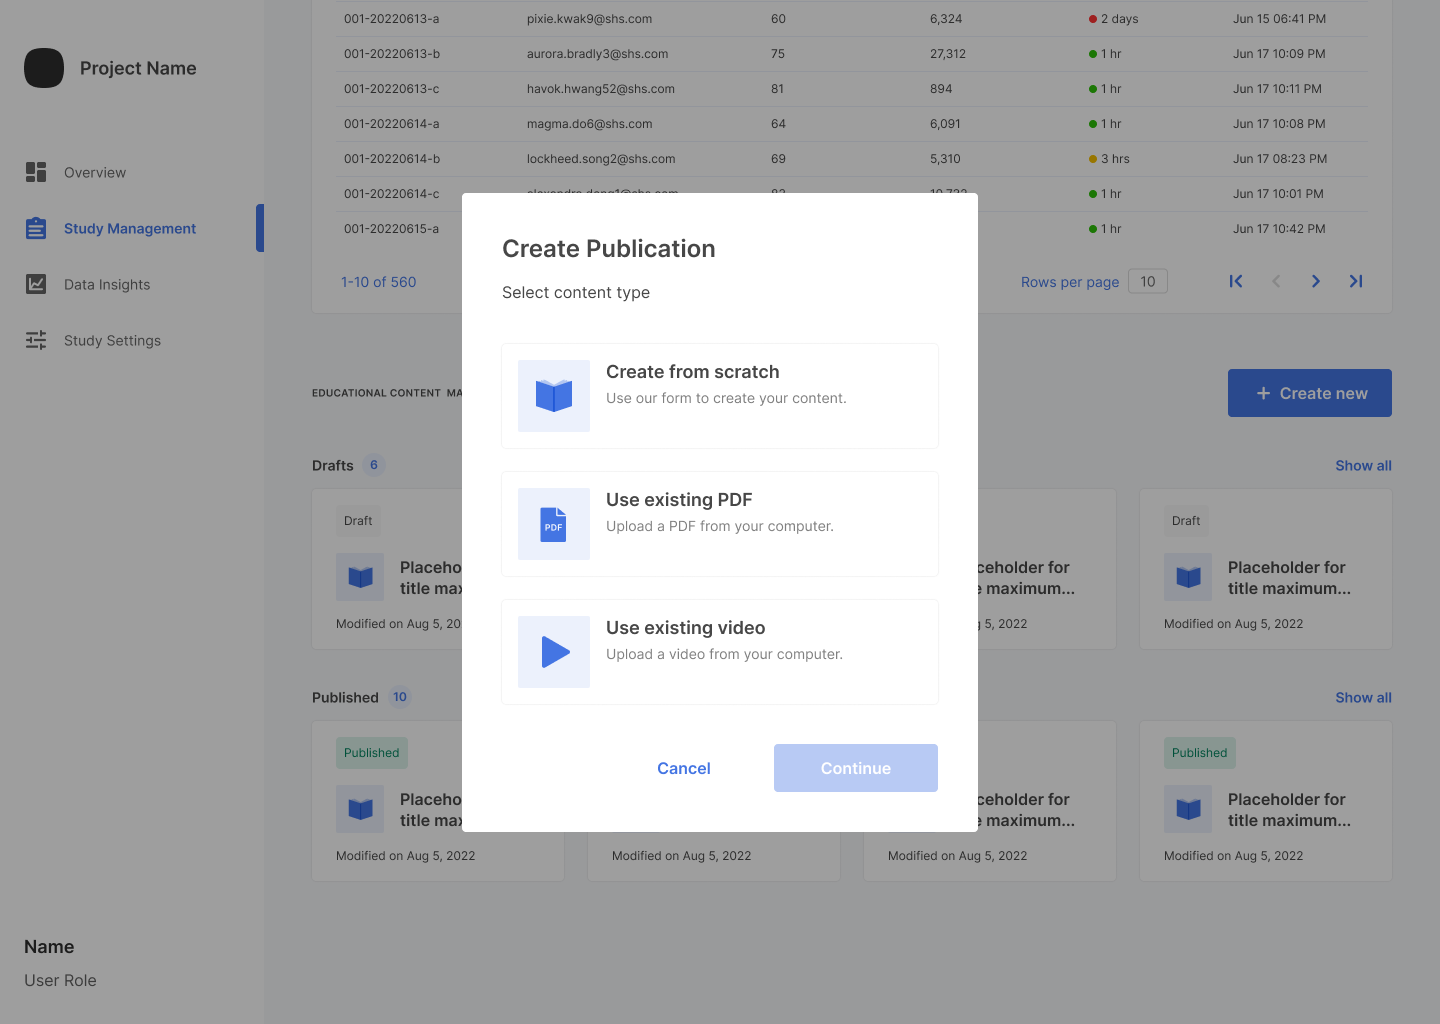 Project Name
Overview
Study Management
Data Insights
Study Settings
Name
User Role
001-20220613-a pixie.kwak9@shs.com 60 6,324 2 days Jun 15 06:41 PM
001-20220613-b aurora.bradly3@shs.com 75 27,312 1 hr Jun 17 10:09 PM
001-20220613-c havok.hwang52@shs.com 81 894 1 hr Jun 17 10:11 PM
001-20220614-a magma.do6@shs.com 64 6,091 1 hr Jun 17 10:08 PM
001-20220614-b lockheed.song2@shs.com 69 5,310 3 hrs Jun 17 08:23 PM
001-20220614-c 1 hr Jun 17 10:01 PM
001-20220615-a 1 hr Jun 17 10:42 PM
1-10 of 560 Rows per page 10
EDUCATIONAL CONTENT MA
+ Create new
Drafts 6 Show all
Draft
Placeho
title max
Modified on Aug 5, 20
ceholder for
e maximum...
5, 2022
Draft
Placeholder for
title maximum...
Modified on Aug 5, 2022
Published 10 Show all
Published
Placeho
title max
Modified on Aug 5, 2022
Modified on Aug 5, 2022
ceholder for
e maximum...
Modified on Aug 5, 2022
Published
Placeholder for
title maximum...
Modified on Aug 5, 2022
Create Publication
Select content type
Create from scratch
Use our form to create your content.
PDF
Use existing PDF
Upload a PDF from your computer.
Use existing video
Upload a video from your computer.
Cancel Continue